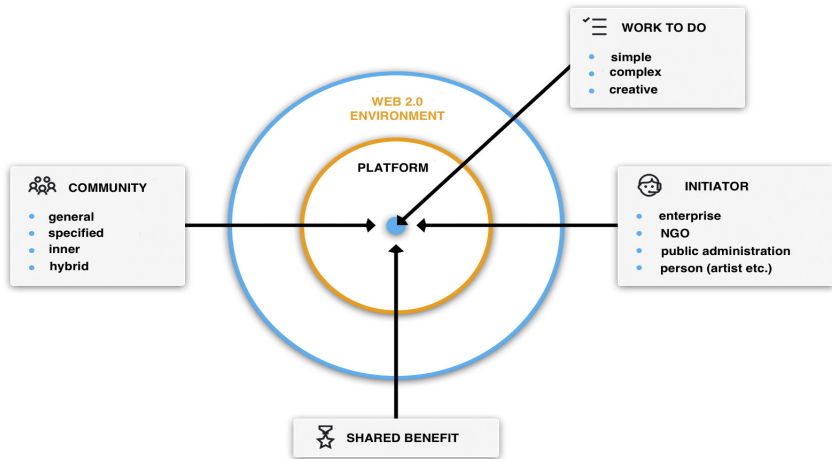 WORK TO DO
simple
complex
creative
WEB 2.0
ENVIRONMENT
PLATFORM
COMMUNITY
general
specified
inner
hybrid
INITIATOR
enterprise
NGO
public administration
person (artist etc.)
SHARED BENEFIT